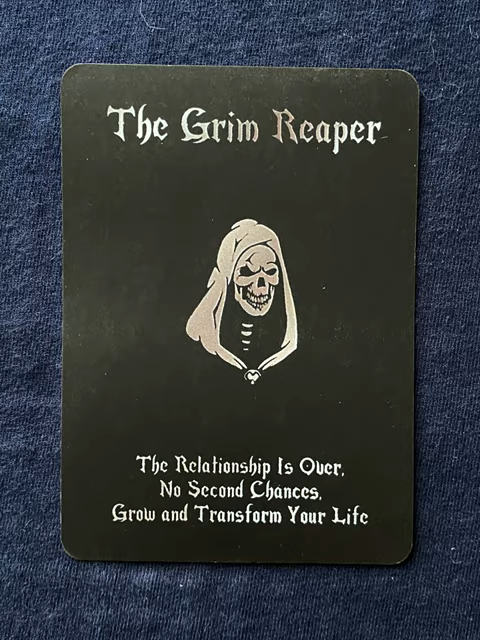 The Grim Reaper
The Relationship Is Over,
No Second Chances,
Grow and Transform Your Life